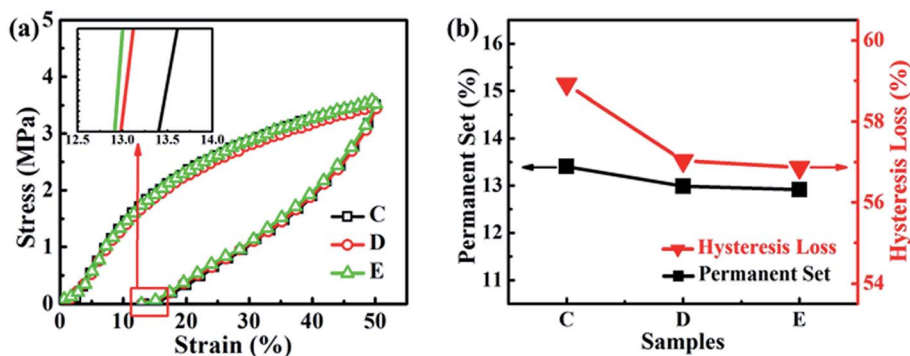 (a)
5
4
3
2
1
0
Stress (MPa)
12.5 13.0 13.5 14.0
C
D
E
0 10 20 30 40 50
Strain (%)
(b)
16
15
14
13
12
11
Permanent Set (%)
60
58
56
54
Hysteresis Loss (%)
Hysteresis Loss
Permanent Set
C D E
Samples